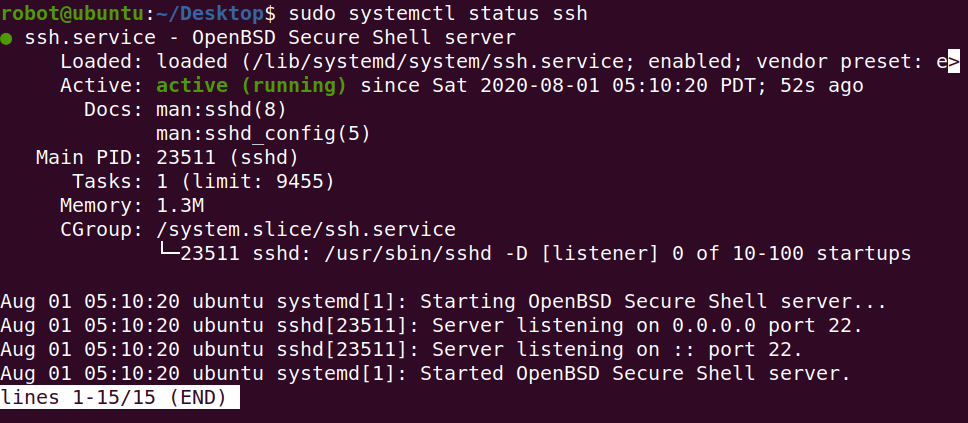 robot@ubuntu:~/Desktop$ sudo systemctl status ssh
● ssh.service - OpenBSD Secure Shell server
     Loaded: loaded (/lib/systemd/system/ssh.service; enabled; vendor preset: e>
     Active: active (running) since Sat 2020-08-01 05:10:20 PDT; 52s ago
       Docs: man:sshd(8)
             man:sshd_config(5)
   Main PID: 23511 (sshd)
      Tasks: 1 (limit: 9455)
     Memory: 1.3M
     CGroup: /system.slice/ssh.service
             └─23511 sshd: /usr/sbin/sshd -D [listener] 0 of 10-100 startups

Aug 01 05:10:20 ubuntu systemd[1]: Starting OpenBSD Secure Shell server...
Aug 01 05:10:20 ubuntu sshd[23511]: Server listening on 0.0.0.0 port 22.
Aug 01 05:10:20 ubuntu sshd[23511]: Server listening on :: port 22.
Aug 01 05:10:20 ubuntu systemd[1]: Started OpenBSD Secure Shell server.
lines 1-15/15 (END)